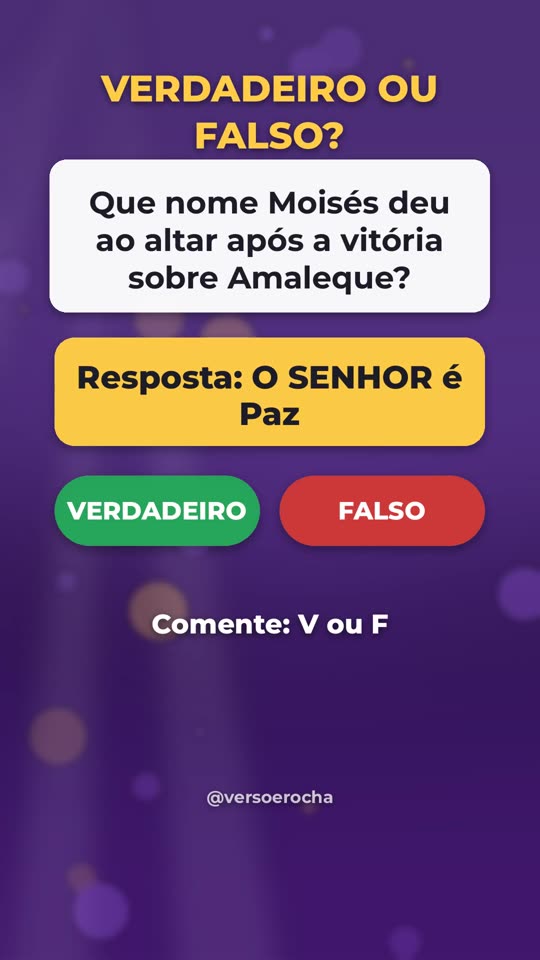 VERDADEIRO OU
FALSO?
Que nome Moisés deu
ao altar após a vitória
sobre Amaleque?
Resposta: O SENHOR é
Paz
VERDADEIRO
FALSO
Comente: V ou F
@versoerocha